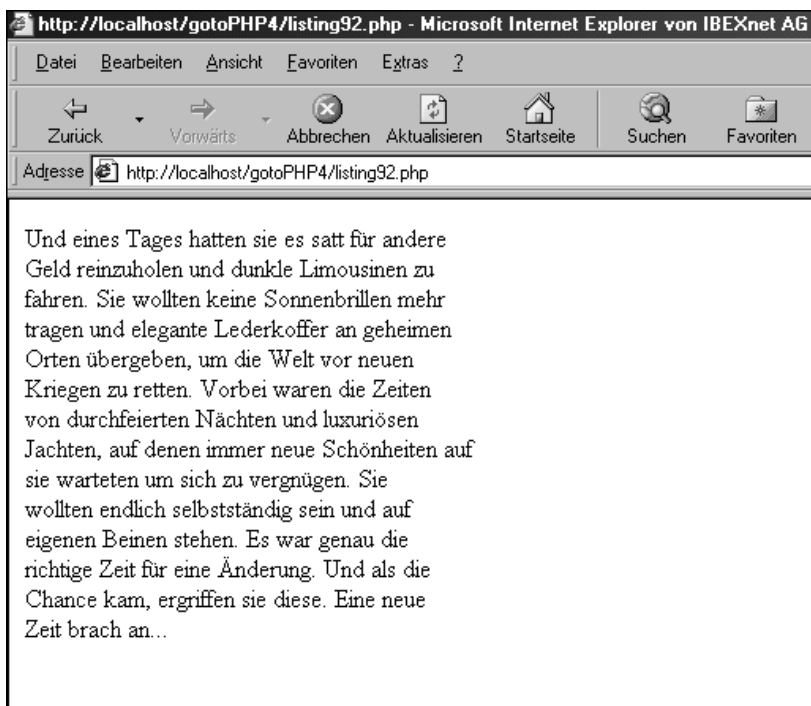 http://localhost/gotoPHP4/listing92.php - Microsoft Internet Explorer von IBEXnet AG
Datei Bearbeiten Ansicht Favoriten Extras ?
Zurück Vorwärts Abbrechen Aktualisieren Startseite Suchen Favoriten
Adresse http://localhost/gotoPHP4/listing92.php
Und eines Tages hatten sie es satt für andere
Geld reinzuholen und dunkle Limousinen zu
fahren. Sie wollten keine Sonnenbrillen mehr
tragen und elegante Lederkoffer an geheimen
Orten übergeben, um die Welt vor neuen
Kriegen zu retten. Vorbei waren die Zeiten
von durchfeierten Nächten und luxuriösen
Jachten, auf denen immer neue Schönheiten auf
sie warteten um sich zu vergnügen. Sie
wollten endlich selbstständig sein und auf
eigenen Beinen stehen. Es war genau die
richtige Zeit für eine Änderung. Und als die
Chance kam, ergriffen sie diese. Eine neue
Zeit brach an...